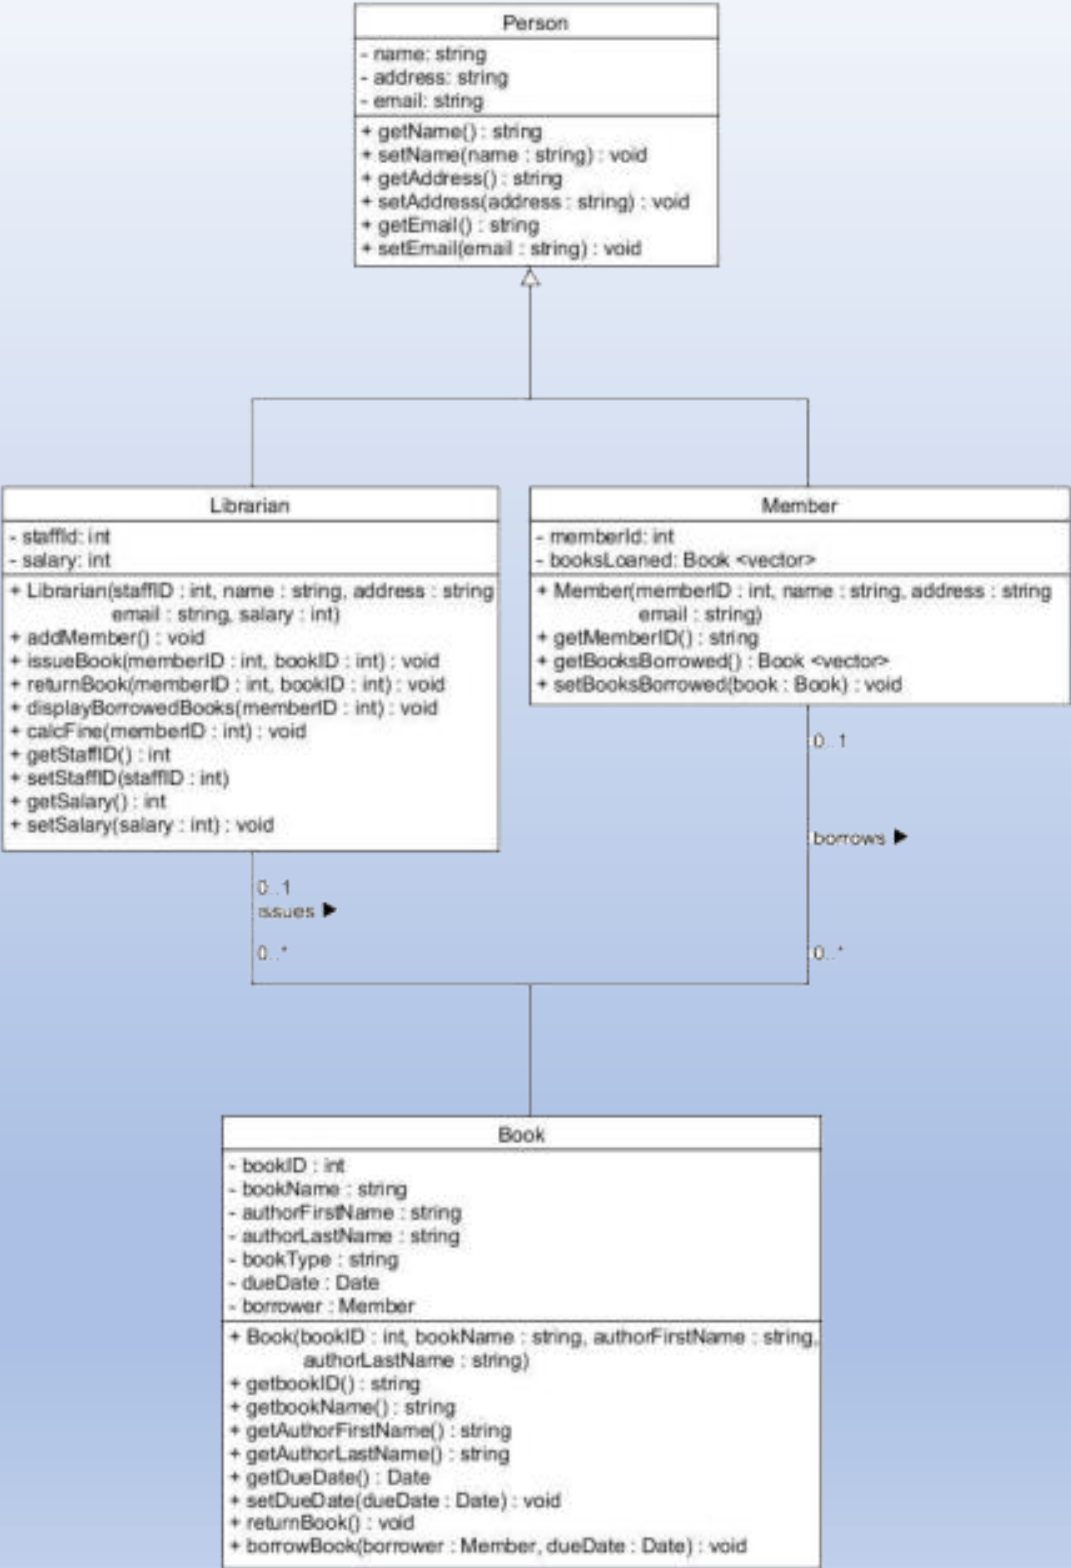 Person
- name: string
- address: string
- email: string
+ getName() : string
+ setName(name : string) : void
+ getAddress() : string
+ setAddress(address : string) : void
+ getEmail() : string
+ setEmail(email : string) : void
Librarian
- staffId: int
- salary: int
+ Librarian(staffID : int, name : string, address : string
email : string, salary : int)
+ addMember() : void
+ issueBook(memberID : int, bookID : int) : void
+ returnBook(memberID : int, bookID : int) : void
+ displayBorrowedBooks(memberID : int) : void
+ calcFine(memberID : int) : void
+ getStaffID() : int
+ setStaffID(staffID : int)
+ getSalary() : int
+ setSalary(salary : int) : void
Member
- memberId: int
- booksLoaned: Book <vector>
+ Member(memberID : int, name : string, address : string
email : string)
+ getMemberID() : string
+ getBooksBorrowed() : Book <vector>
+ setBooksBorrowed(book : Book) : void
0..1
issues ▶
0..*
0..1
borrows ▶
0..*
Book
- bookID : int
- bookName : string
- authorFirstName : string
- authorLastName : string
- bookType : string
- dueDate : Date
- borrower : Member
+ Book(bookID : int, bookName : string, authorFirstName : string,
authorLastName : string)
+ getbookID() : string
+ getbookName() : string
+ getAuthorFirstName() : string
+ getAuthorLastName() : string
+ getDueDate() : Date
+ setDueDate(dueDate : Date) : void
+ returnBook() : void
+ borrowBook(borrower : Member, dueDate : Date) : void